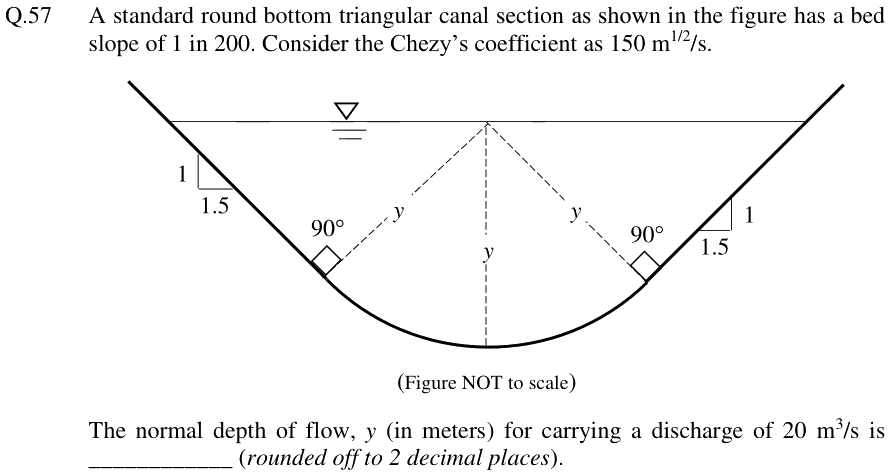 Q.57 A standard round bottom triangular canal section as shown in the figure has a bed
slope of 1 in 200. Consider the Chezy’s coefficient as 150 m^{1/2}/s.
1
1.5
90°
y
y
y
90°
1
1.5
(Figure NOT to scale)
The normal depth of flow, y (in meters) for carrying a discharge of 20 m³/s is
____________ (rounded off to 2 decimal places).